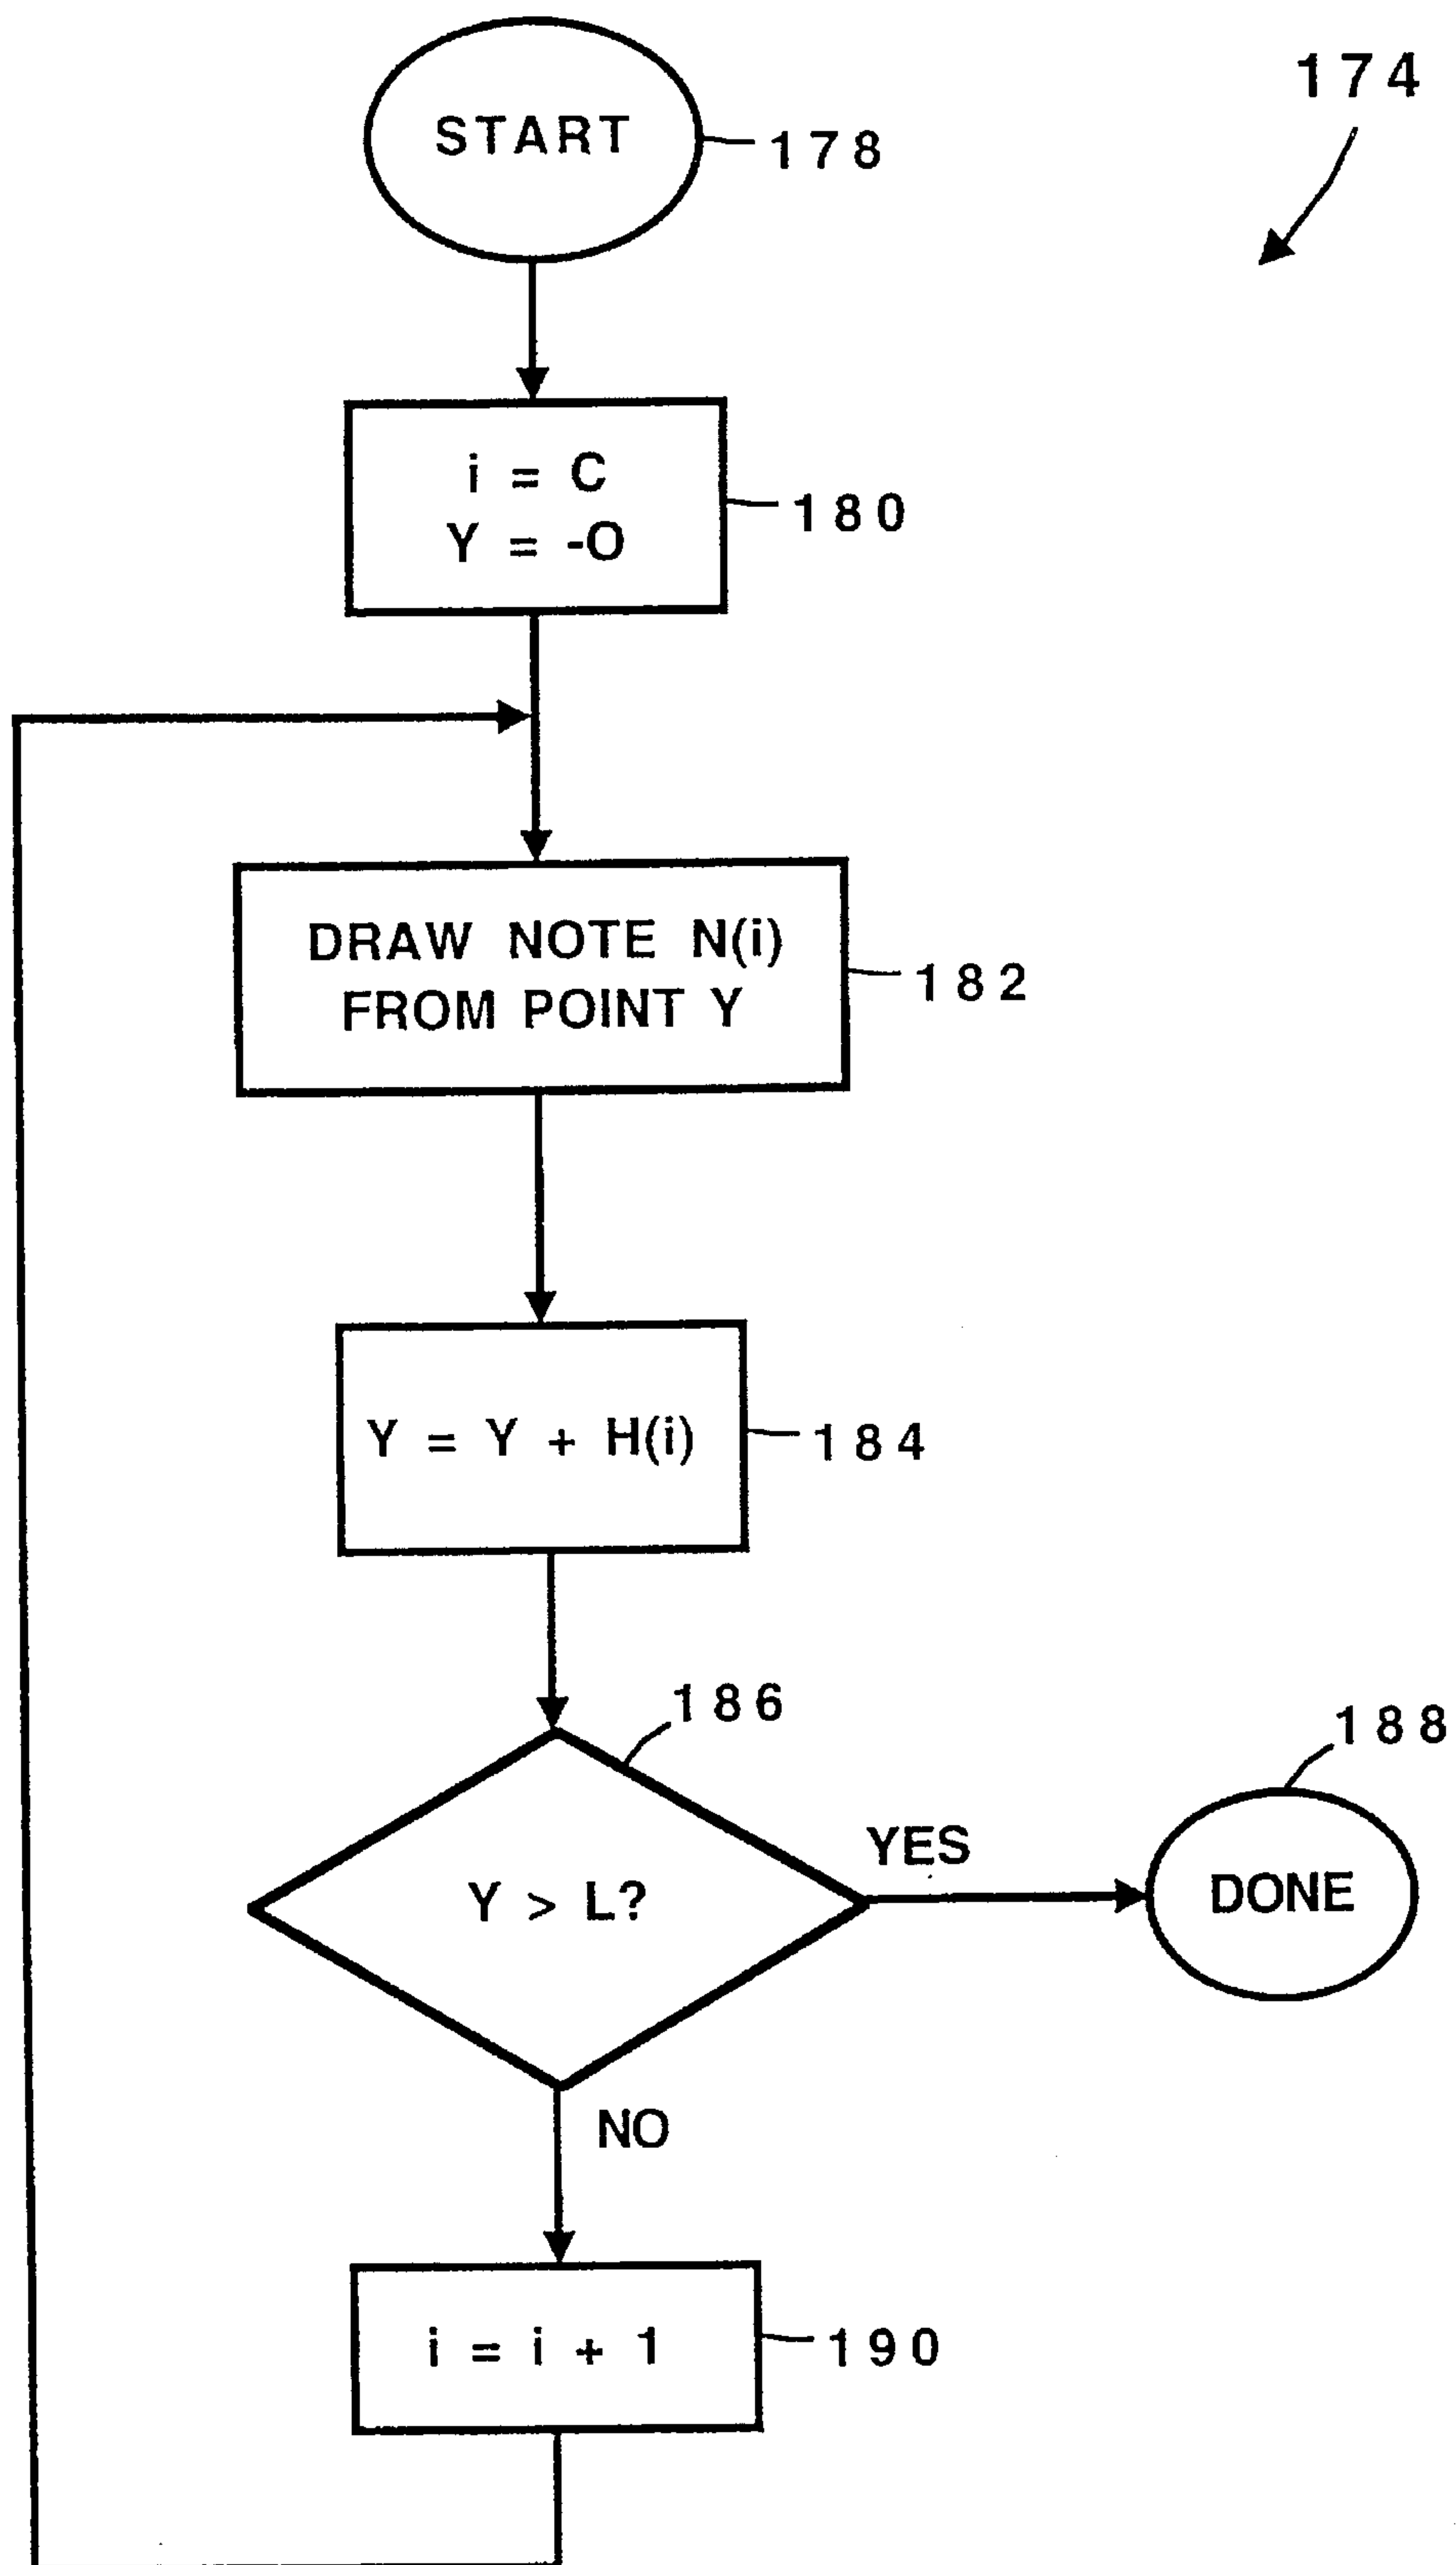 174
START
178
i = C
Y = -O
180
DRAW NOTE N(i)
FROM POINT Y
182
Y = Y + H(i)
184
186
188
Y > L?
YES
DONE
NO
i = i + 1
190